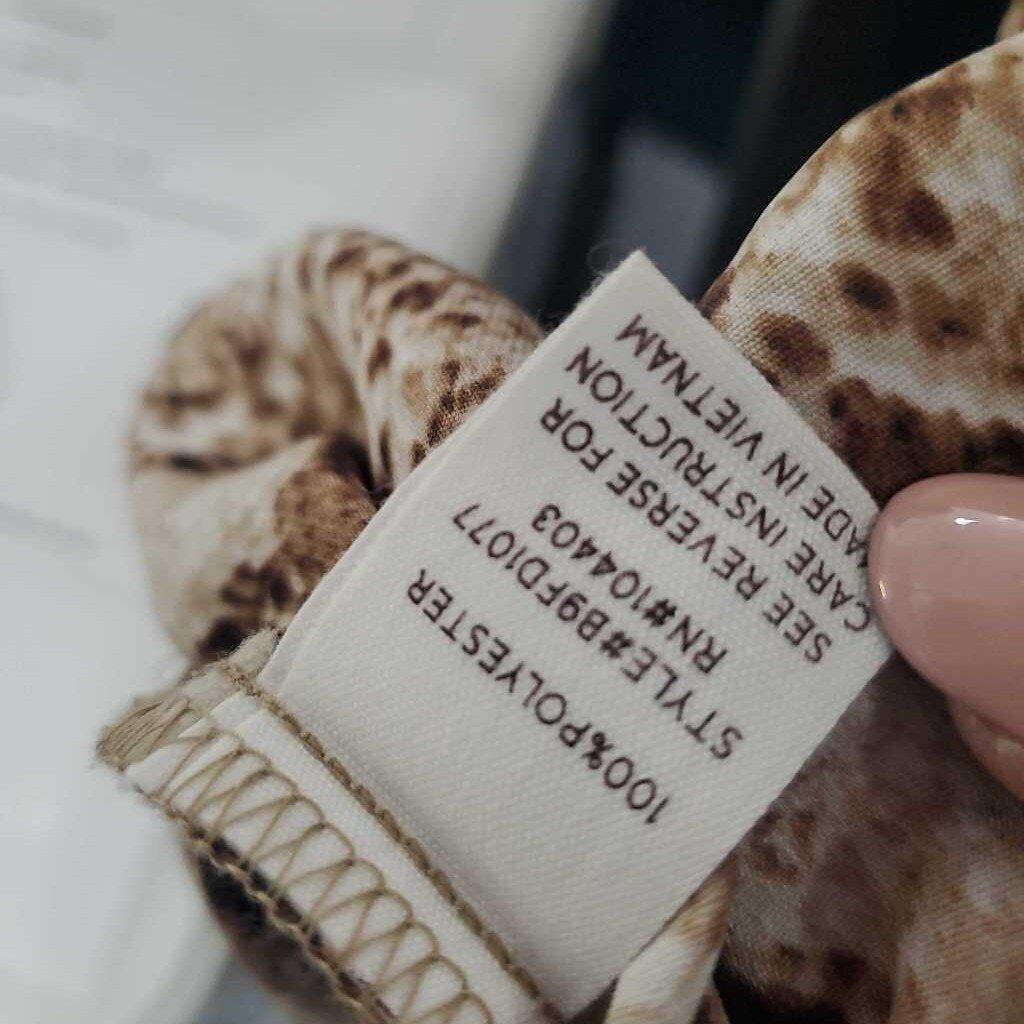 100%POLYESTER
STYLE#B9FD1077
RN#104403
SEE REVERSE FOR
CARE INSTRUCTION
MADE IN VIETNAM